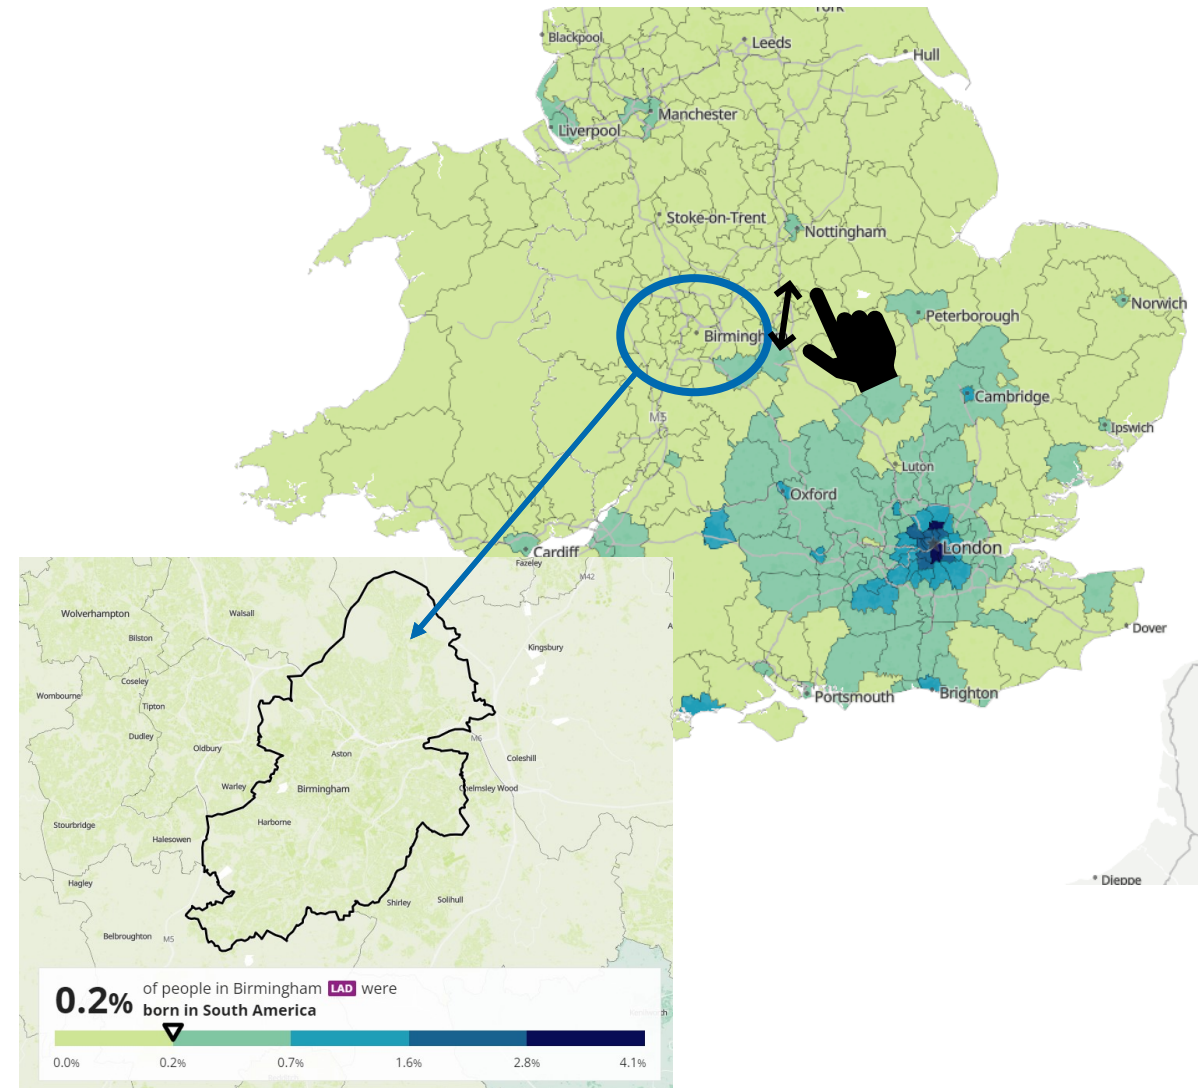 York
Blackpool
Leeds
Hull
Manchester
Liverpool
Stoke-on-Trent
Nottingham
Norwich
Peterborough
Birmingh
Cambridge
M5
Ipswich
Luton
Oxford
London
Cardiff
Dover
Portsmouth
Brighton
Dieppe
Fazeley
M42
Wolverhampton
Walsall
Bilston
Kingsbury
Coseley
Wombourne
Tipton
Dudley
M6
Oldbury
Aston
Coleshill
Warley
Birmingham
Chelmsley Wood
Harborne
Stourbridge
Halesowen
Hagley
Shirley
Solihull
Belbroughton
M5
0.2%
of people in Birmingham LAD were
born in South America
0.0% 0.2% 0.7% 1.6% 2.8% 4.1%